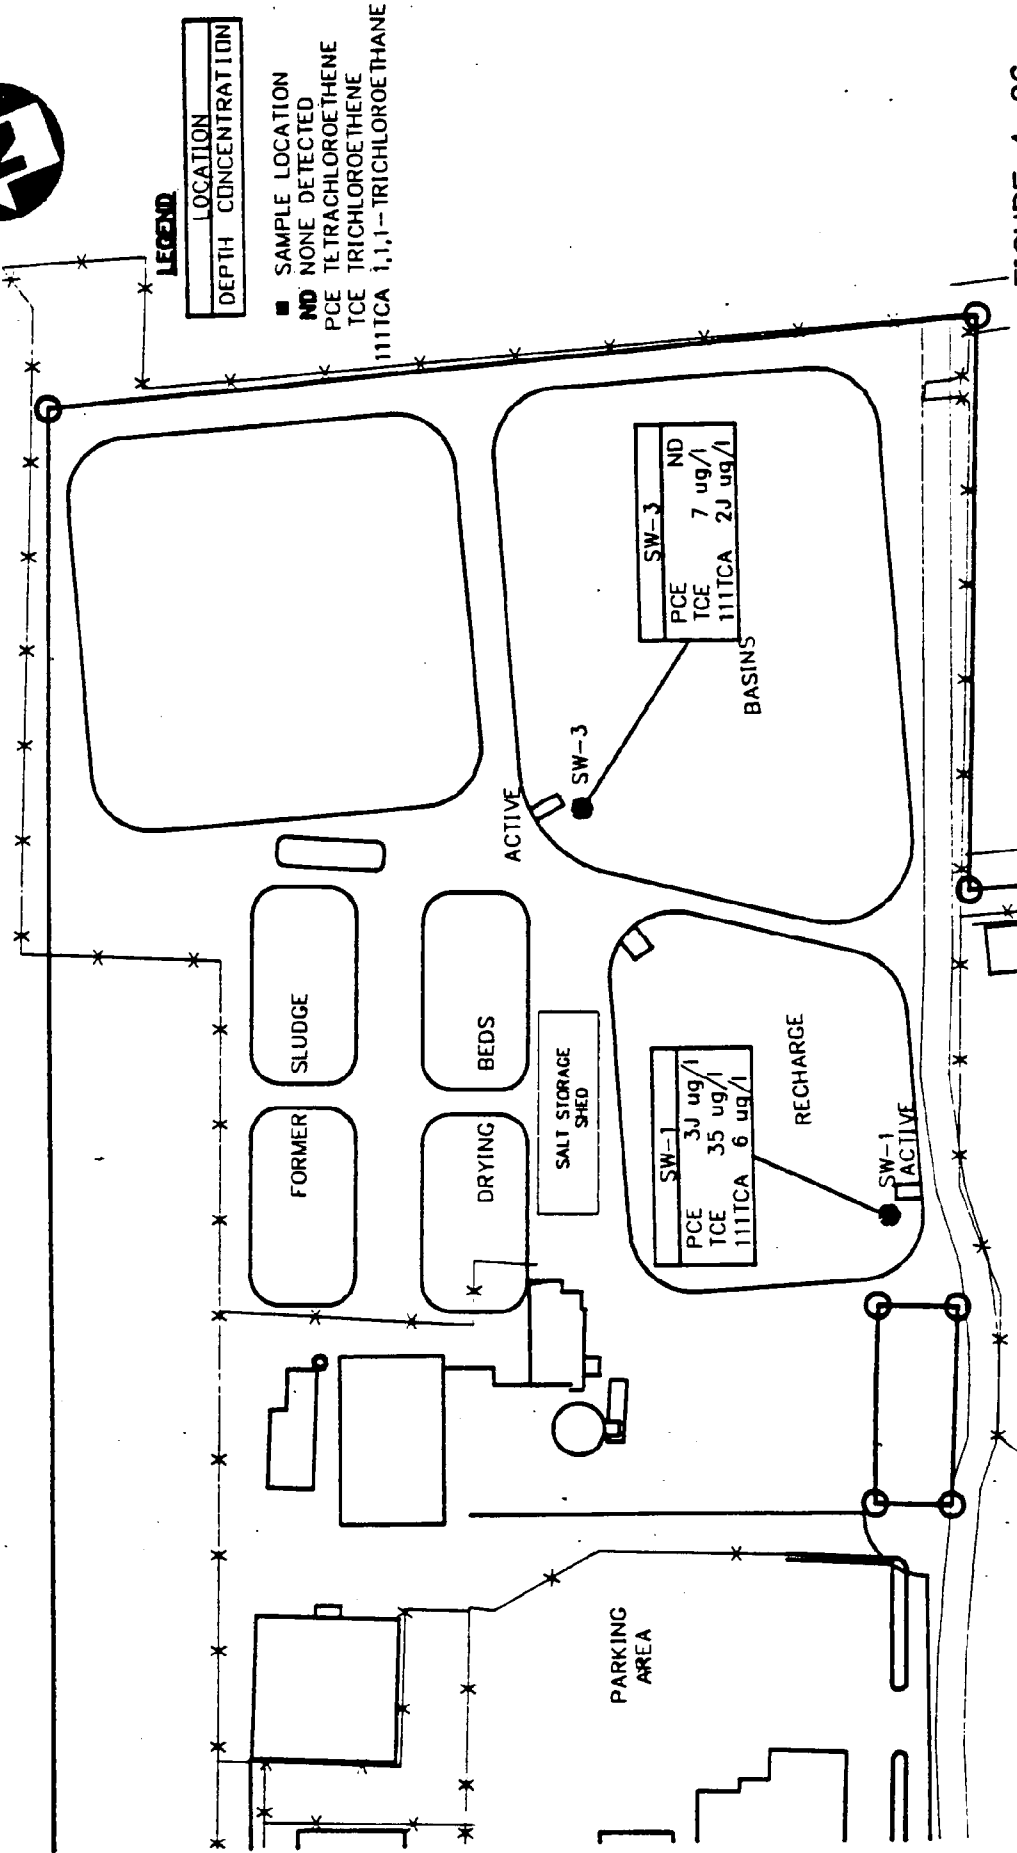 LEGEND
LOCATION
DEPTH CONCENTRATION
SAMPLE LOCATION
ND NONE DETECTED
PCE TETRACHLOROETHENE
TCE TRICHLOROETHENE
111TCA 1,1,1-TRICHLOROETHANE
FORMER SLUDGE
DRYING BEDS
SALT STORAGE
SHED
ACTIVE
SW-3
SW-3
PCE ND
TCE 7 ug/l
111TCA 2J ug/l
SW-1
PCE 3J ug/l
TCE 35 ug/l
111TCA 6 ug/l
RECHARGE BASINS
SW-1
ACTIVE
PARKING
AREA